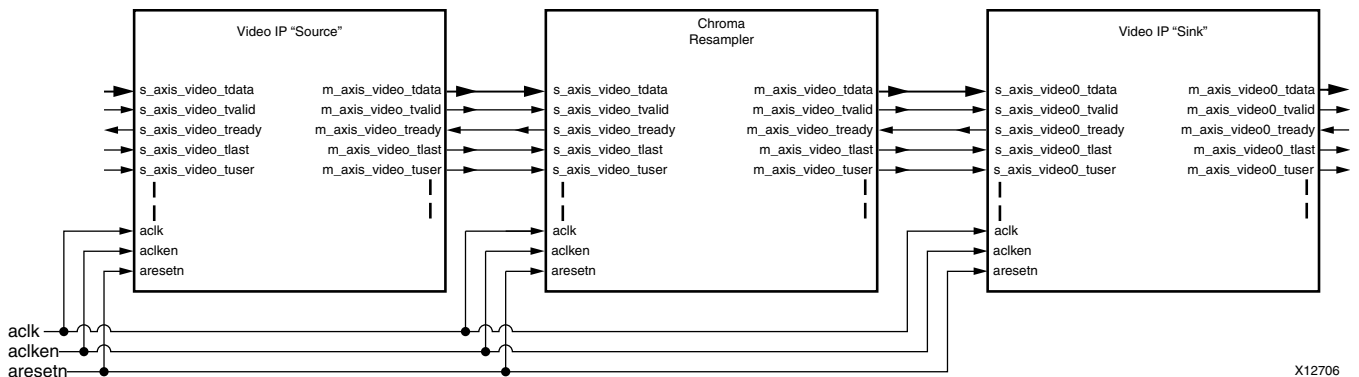 Video IP “Source”
s_axis_video_tdata
s_axis_video_tvalid
s_axis_video_tready
s_axis_video_tlast
s_axis_video_tuser
m_axis_video_tdata
m_axis_video_tvalid
m_axis_video_tready
m_axis_video_tlast
m_axis_video_tuser
aclk
aclken
aresetn
Chroma
Resampler
s_axis_video_tdata
s_axis_video_tvalid
s_axis_video_tready
s_axis_video_tlast
s_axis_video_tuser
m_axis_video_tdata
m_axis_video_tvalid
m_axis_video_tready
m_axis_video_tlast
m_axis_video_tuser
aclk
aclken
aresetn
Video IP “Sink”
s_axis_video0_tdata
s_axis_video0_tvalid
s_axis_video0_tready
s_axis_video0_tlast
s_axis_video0_tuser
m_axis_video0_tdata
m_axis_video0_tvalid
m_axis_video0_tready
m_axis_video0_tlast
m_axis_video0_tuser
aclk
aclken
aresetn
aclk
aclken
aresetn
X12706